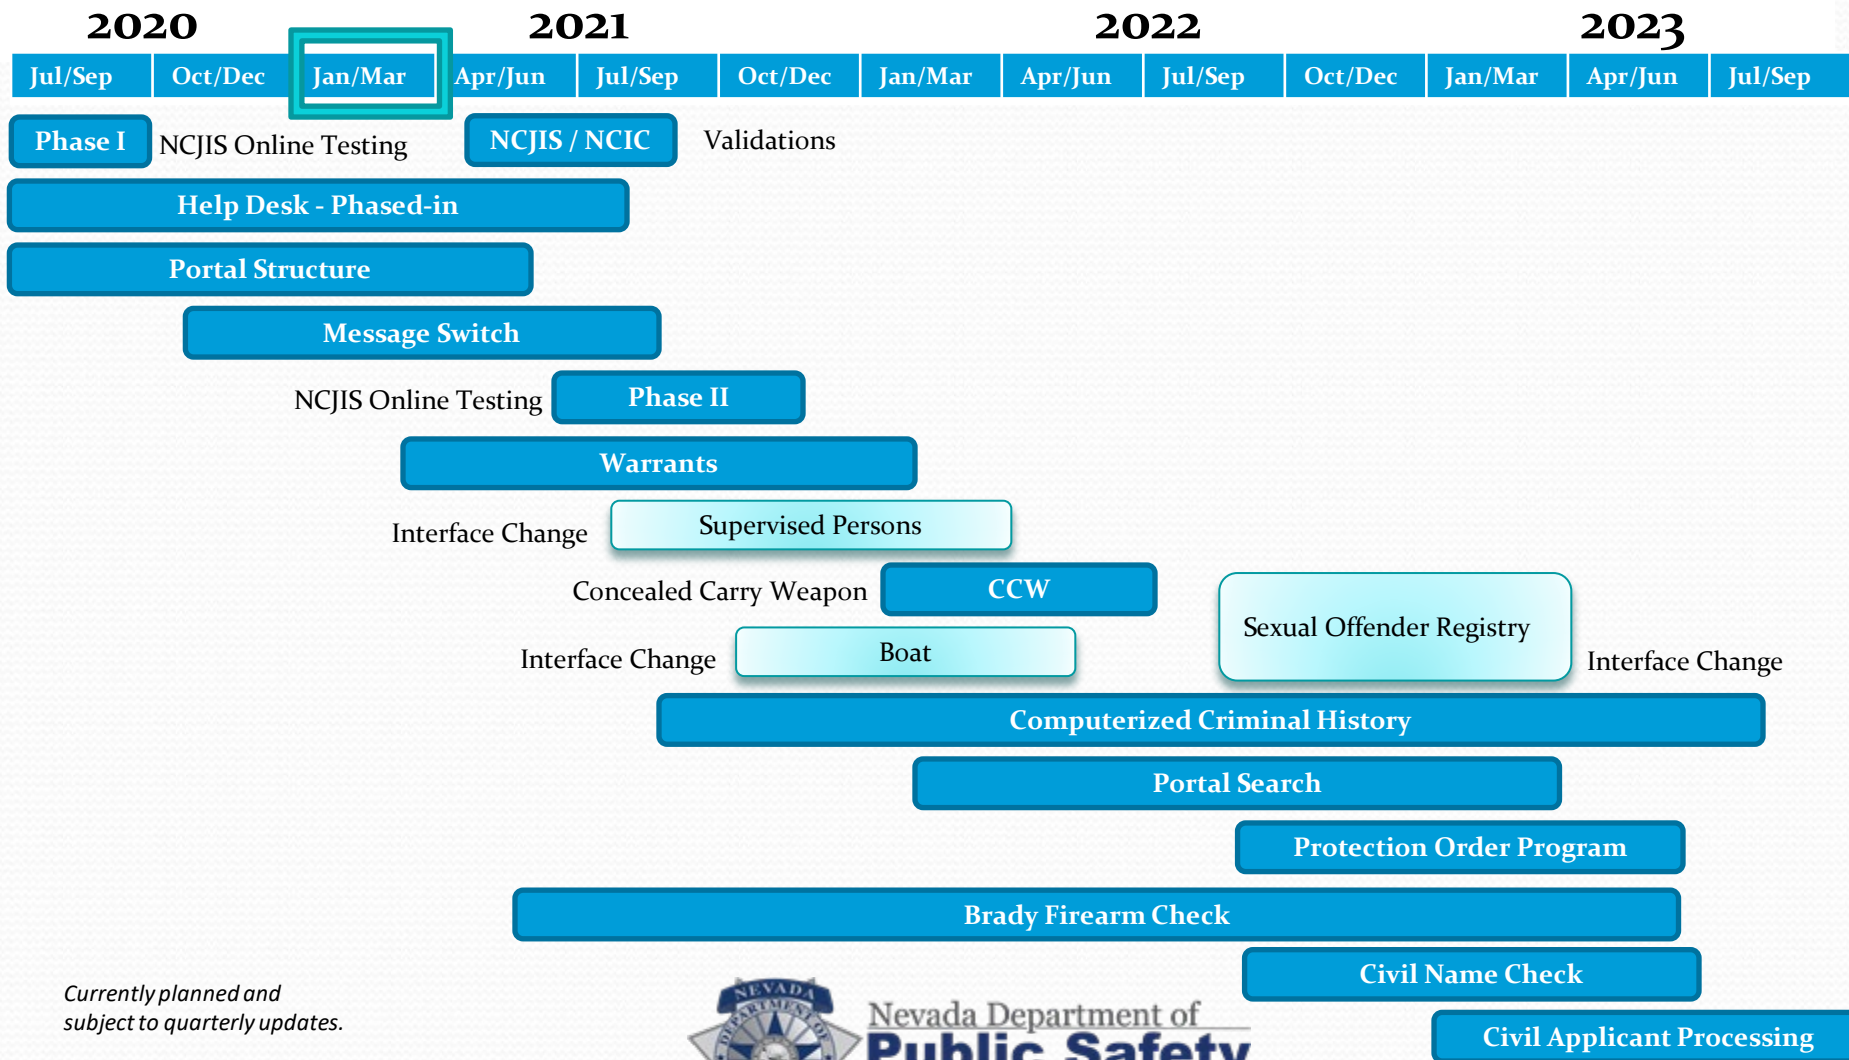 2020 2021 2022 2023
Jul/Sep Oct/Dec Jan/Mar Apr/Jun Jul/Sep Oct/Dec Jan/Mar Apr/Jun Jul/Sep Oct/Dec Jan/Mar Apr/Jun Jul/Sep
Phase I NCJIS Online Testing NCJIS / NCIC Validations
Help Desk - Phased-in
Portal Structure
Message Switch
NCJIS Online Testing Phase II
Warrants
Interface Change Supervised Persons
Concealed Carry Weapon CCW
Sexual Offender Registry
Interface Change Boat
Interface Change
Computerized Criminal History
Portal Search
Protection Order Program
Brady Firearm Check
Civil Name Check
Currently planned and
subject to quarterly updates.
NEVADA
DEPARTMENT OF
Nevada Department of
Public Safety
Civil Applicant Processing